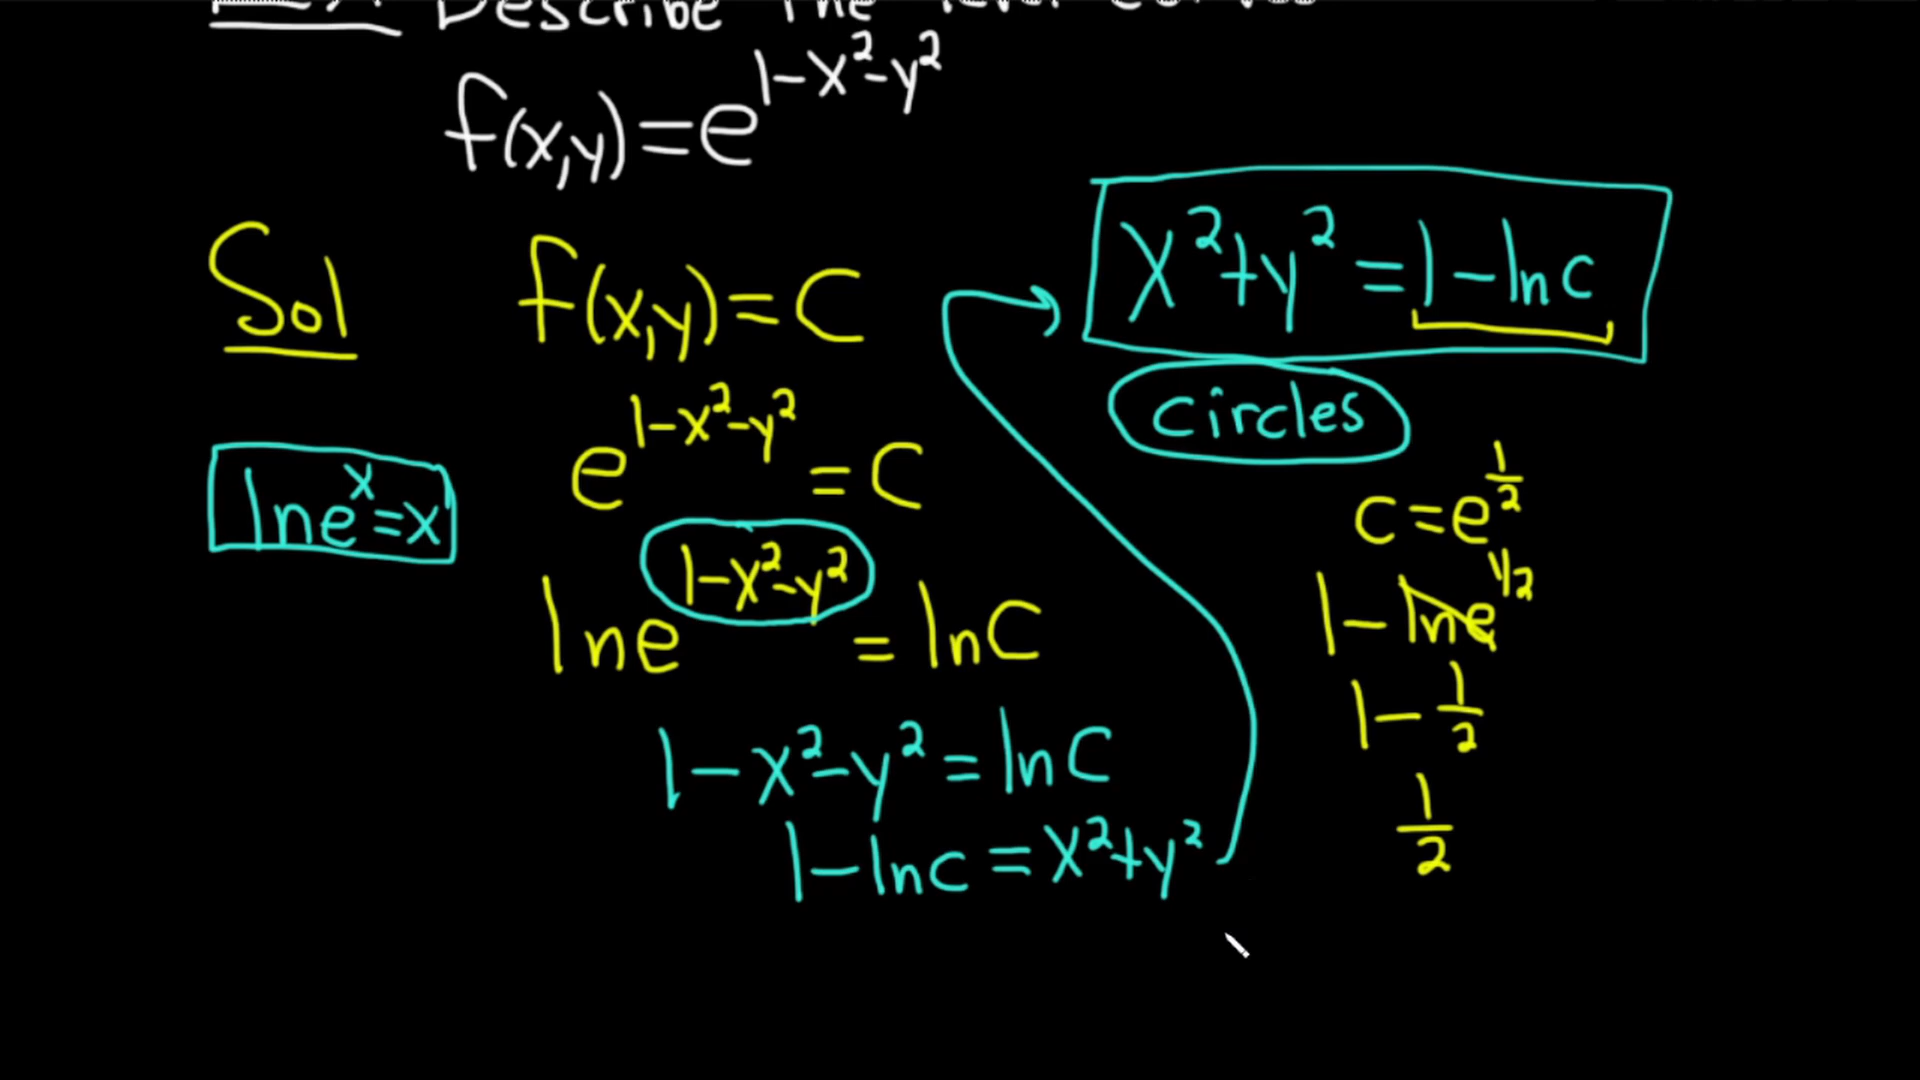 Describe The level curves
f(x,y)=e^{1-x²-y²}
Sol
f(x,y)=C
e^{1-x²-y²}=C
lne^x=x
lne^{1-x²-y²}=lnC
1-x²-y²=lnC
1-lnc=x²+y²
x²+y²=1-lnc
circles
c=e^{1/2}
1-lne^{1/2}
1-1/2
1/2